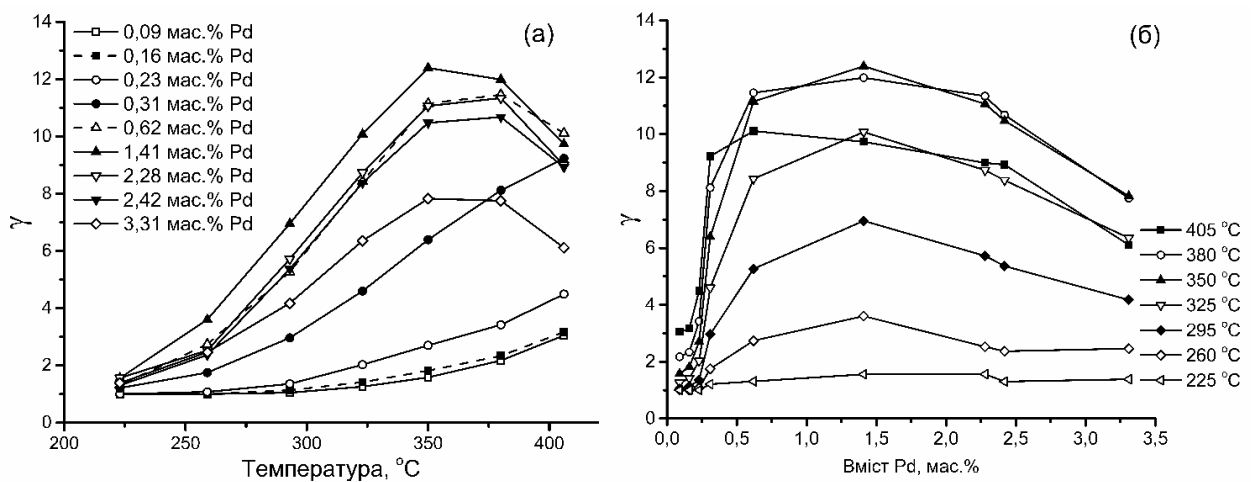 (а)
14
12
10
8
6
4
2
0
γ
0,09 мас.% Pd
0,16 мас.% Pd
0,23 мас.% Pd
0,31 мас.% Pd
0,62 мас.% Pd
1,41 мас.% Pd
2,28 мас.% Pd
2,42 мас.% Pd
3,31 мас.% Pd
200 250 300 350 400
Температура, °C
(б)
14
12
10
8
6
4
2
0
γ
405 °C
380 °C
350 °C
325 °C
295 °C
260 °C
225 °C
0,0 0,5 1,0 1,5 2,0 2,5 3,0 3,5
Вміст Pd, мас.%